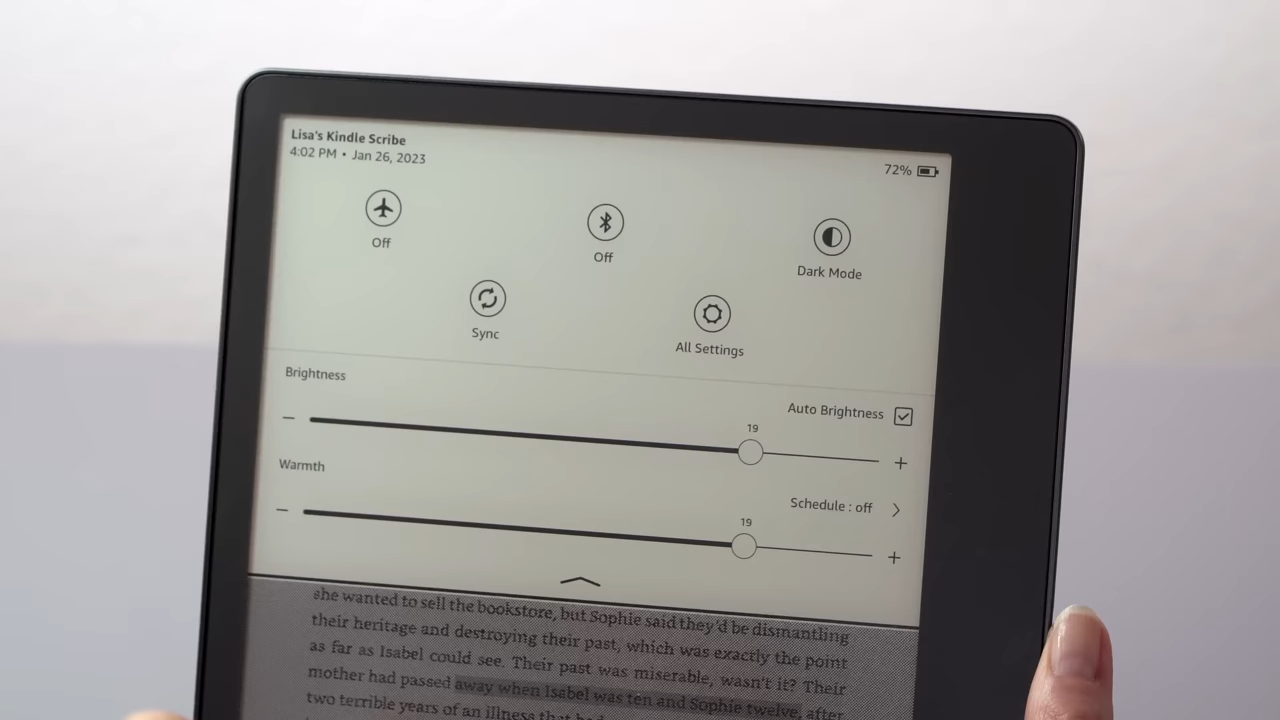 Lisa's Kindle Scribe
4:02 PM • Jan 26, 2023
72%
Off
Off
Dark Mode
Sync
All Settings
Brightness
Auto Brightness
19
Warmth
Schedule : off
19
she wanted to sell the bookstore, but Sophie said they'd be dismantling
their heritage and destroying their past, which was exactly the point
as far as Isabel could see. Their past was miserable, wasn't it? Their
mother had passed away when Isabel was ten and Sophie twelve, after
two terrible years of an illness that had